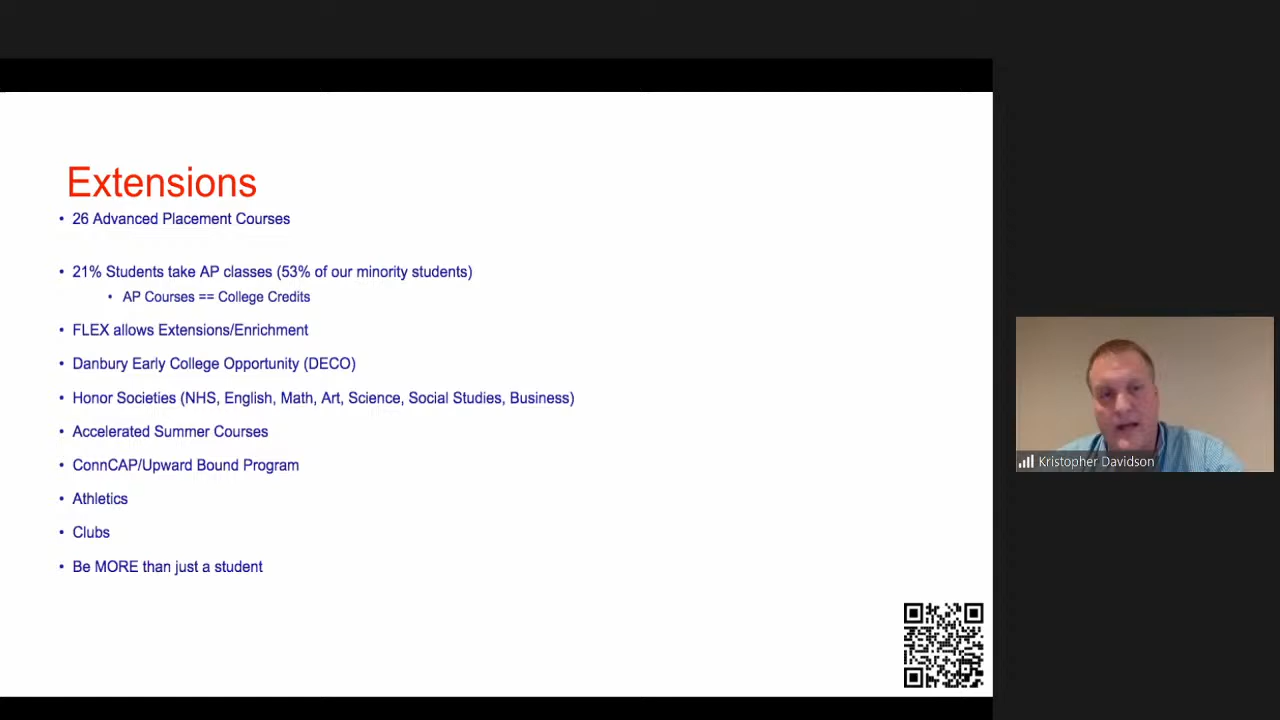 Extensions
• 26 Advanced Placement Courses
• 21% Students take AP classes (53% of our minority students)
• AP Courses == College Credits
• FLEX allows Extensions/Enrichment
• Danbury Early College Opportunity (DECO)
• Honor Societies (NHS, English, Math, Art, Science, Social Studies, Business)
• Accelerated Summer Courses
• ConnCAP/Upward Bound Program
• Athletics
• Clubs
• Be MORE than just a student
Kristopher Davidson